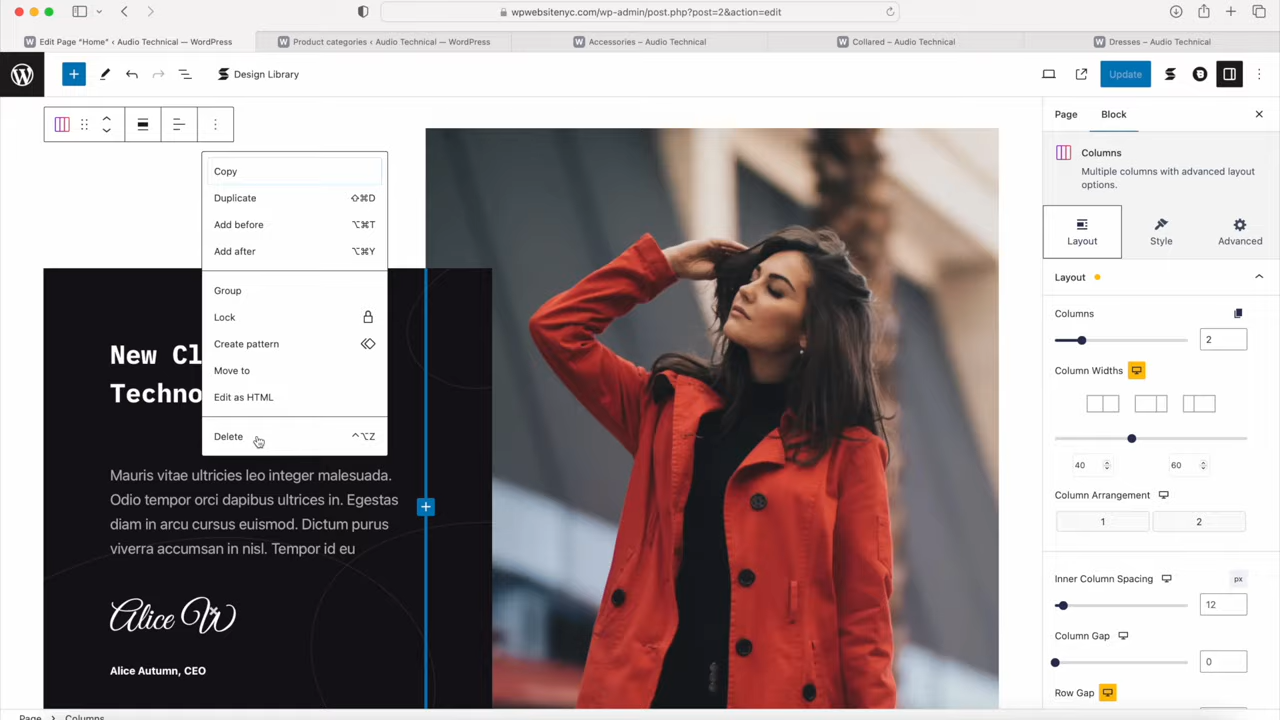 wpwebsitenyc.com/wp-admin/post.php?post=2&action=edit
Edit Page “Home” ‹ Audio Technical — WordPress
Product categories ‹ Audio Technical — WordPress
Accessories – Audio Technical
Collared – Audio Technical
Dresses – Audio Technical
Design Library
Update
Page
Block
Columns
Multiple columns with advanced layout
options.
Layout
Style
Advanced
Layout
Columns
2
Column Widths
40
60
Column Arrangement
1
2
Inner Column Spacing
px
12
Column Gap
0
Row Gap
Copy
Duplicate ⇧⌘D
Add before ⌥⌘T
Add after ⌥⌘Y
Group
Lock
Create pattern
Move to
Edit as HTML
Delete ^⌥Z
New Cl
Techno
Mauris vitae ultricies leo integer malesuada.
Odio tempor orci dapibus ultrices in. Egestas
diam in arcu cursus euismod. Dictum purus
viverra accumsan in nisl. Tempor id eu
Alice W
Alice Autumn, CEO
Page > Columns